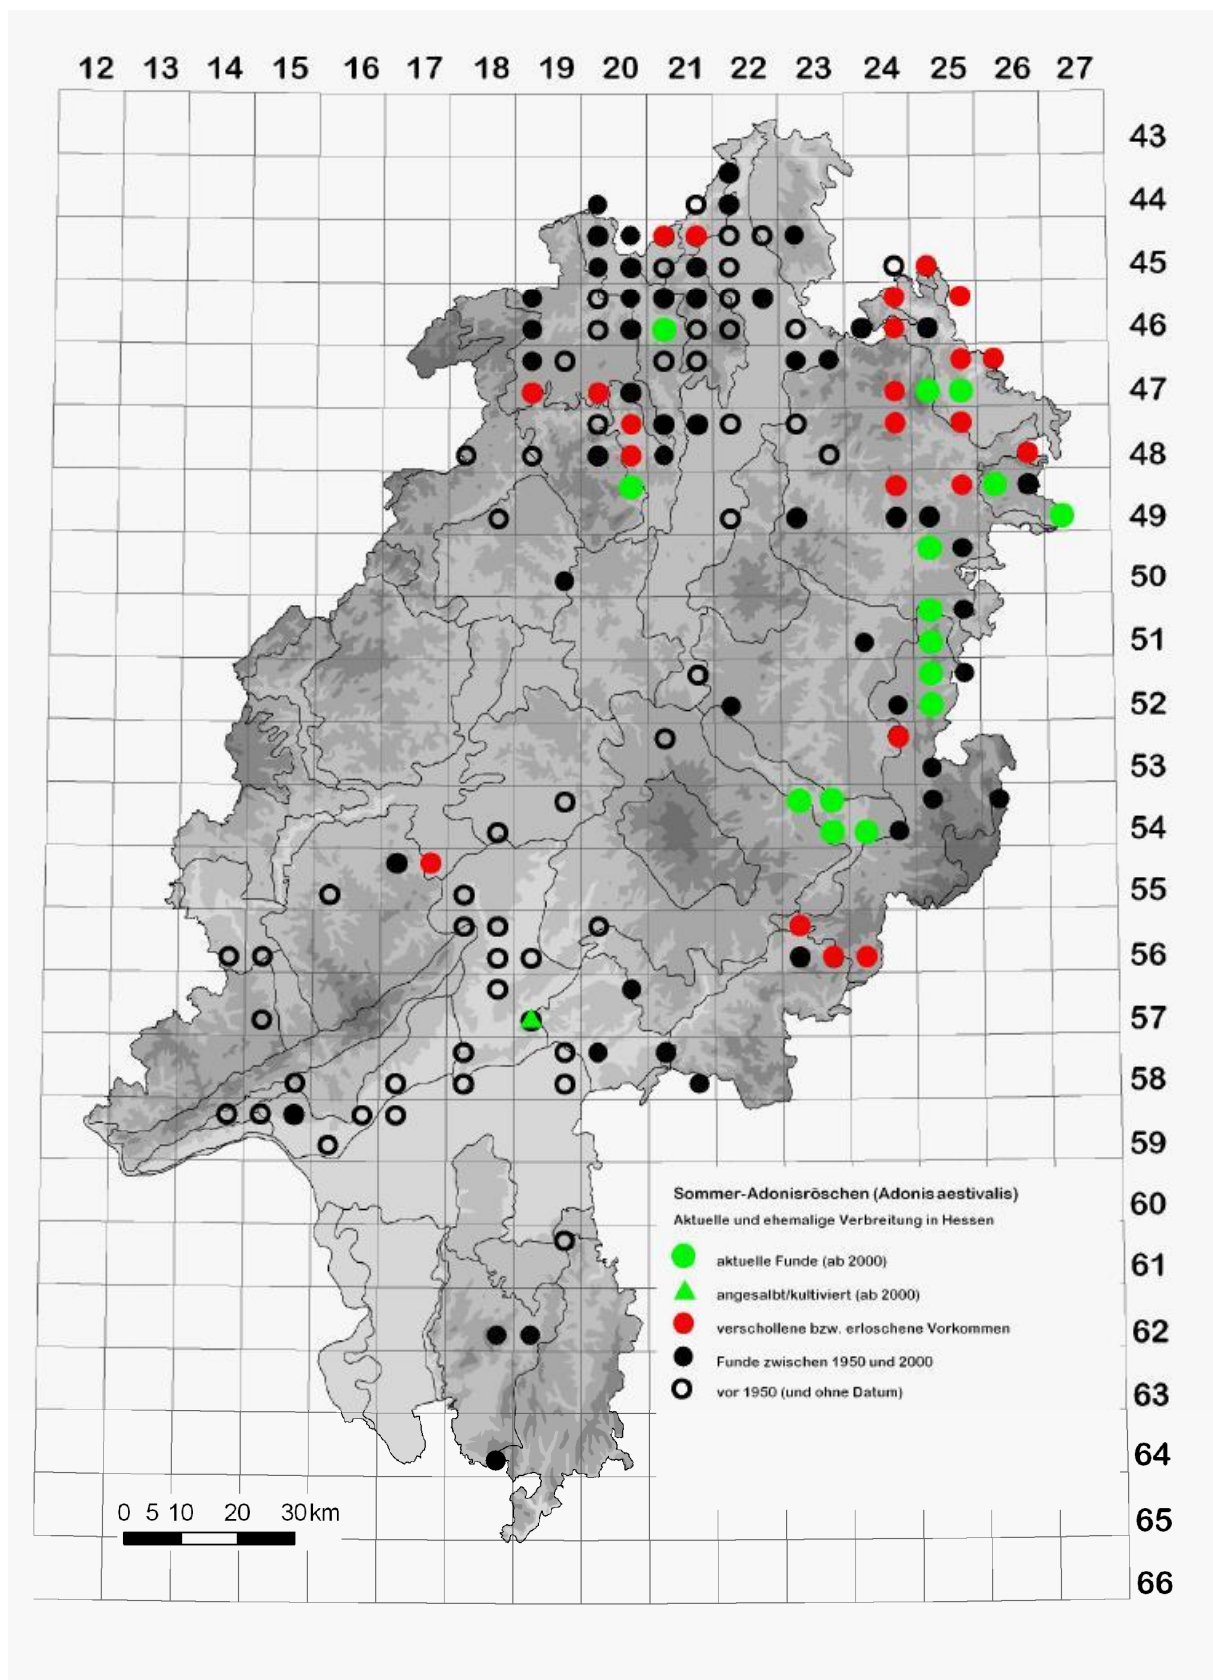 12 13 14 15 16 17 18 19 20 21 22 23 24 25 26 27
43
44
45
46
47
48
49
50
51
52
53
54
55
56
57
58
59
60
61
62
63
64
65
66
Sommer-Adonisröschen (Adonis aestivalis)
Aktuelle und ehemalige Verbreitung in Hessen
aktuelle Funde (ab 2000)
angesalbt/kultiviert (ab 2000)
verschollene bzw. erloschene Vorkommen
Funde zwischen 1950 und 2000
vor 1950 (und ohne Datum)
0 5 10 20 30 km